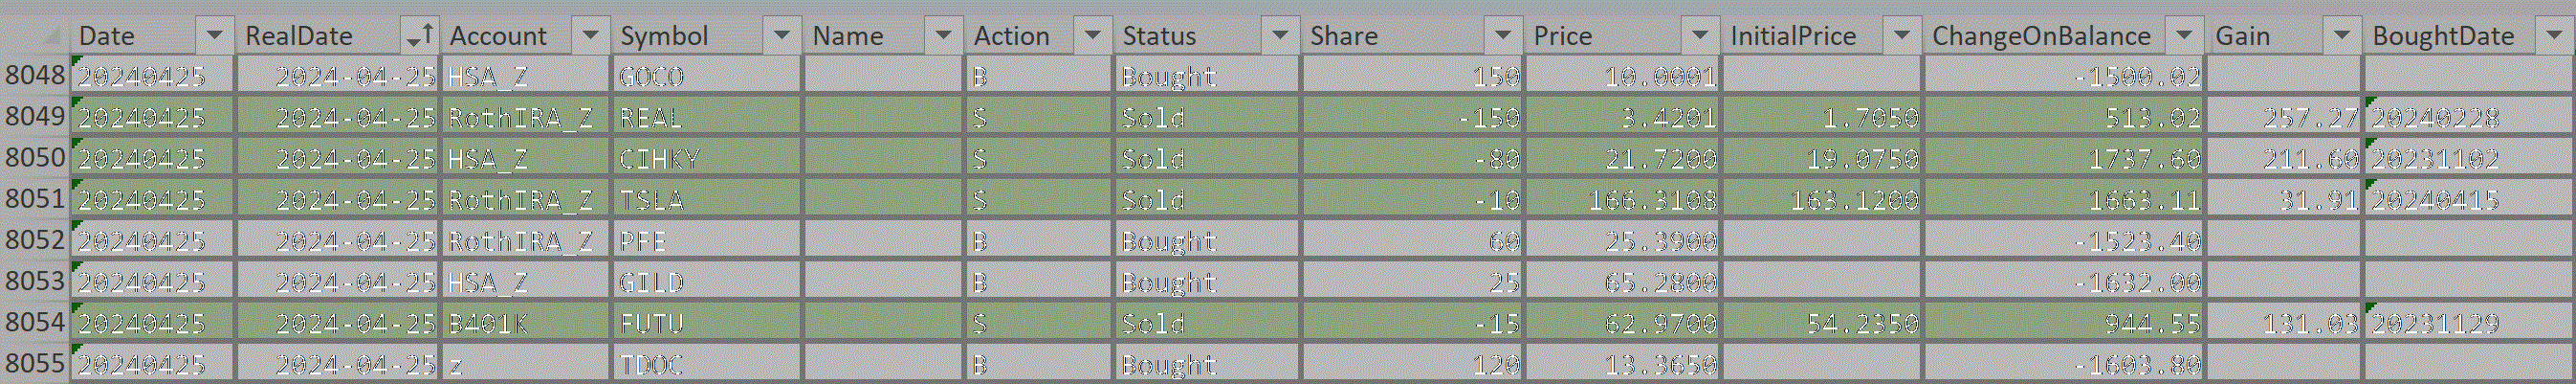 Date RealDate Account Symbol Name Action Status Share Price InitialPrice ChangeOnBalance Gain BoughtDate
8048 20240425 2024-04-25 HSA_Z GOCO B Bought 150 10.0001 -1500.02
8049 20240425 2024-04-25 RothIRA_Z REAL S Sold -150 3.4201 1.7050 513.02 257.27 20240228
8050 20240425 2024-04-25 HSA_Z CIHKY S Sold -80 21.7200 19.0750 1737.60 211.60 20231102
8051 20240425 2024-04-25 RothIRA_Z TSLA S Sold -10 166.3108 163.1200 1663.11 31.91 20240415
8052 20240425 2024-04-25 RothIRA_Z PFE B Bought 60 25.3900 -1523.40
8053 20240425 2024-04-25 HSA_Z GILD B Bought 25 65.2800 -1632.00
8054 20240425 2024-04-25 B401K FUTU S Sold -15 62.9700 54.2350 944.55 131.03 20231129
8055 20240425 2024-04-25 z TDOC B Bought 120 13.3650 -1603.80